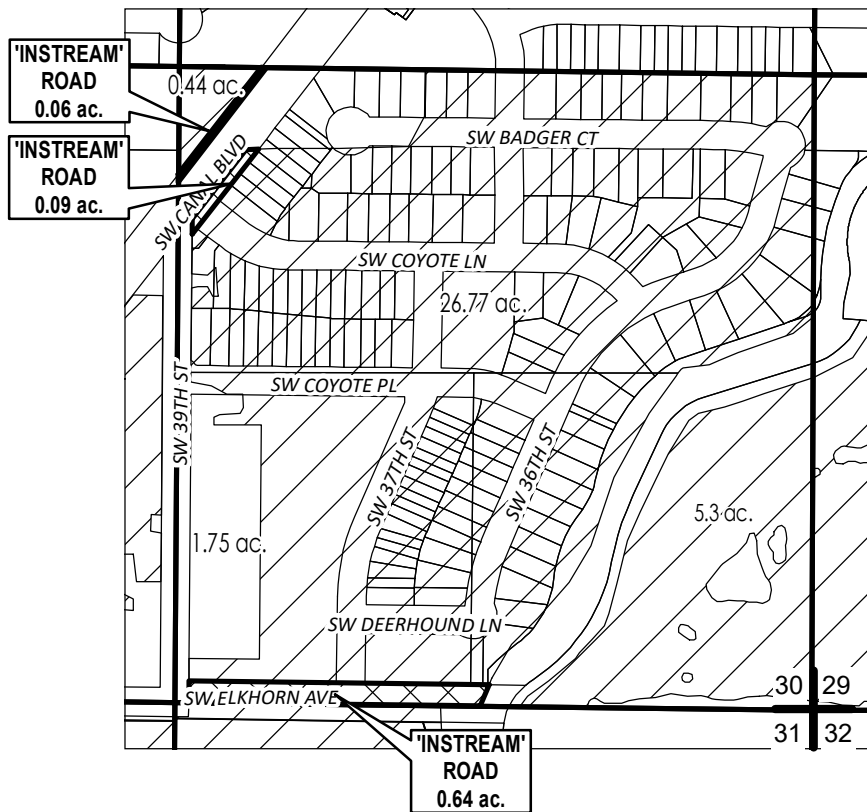 'INSTREAM'
ROAD
0.06 ac.
0.44 ac.
'INSTREAM'
ROAD
0.09 ac.
SW CANAL BLVD
SW BADGER CT
SW COYOTE LN
26.77 ac.
SW COYOTE PL
SW 39TH ST
SW 37TH ST
SW 36TH ST
5.3 ac.
1.75 ac.
SW DEERHOUND LN
SW ELKHORN AVE
30 29
31 32
'INSTREAM'
ROAD
0.64 ac.